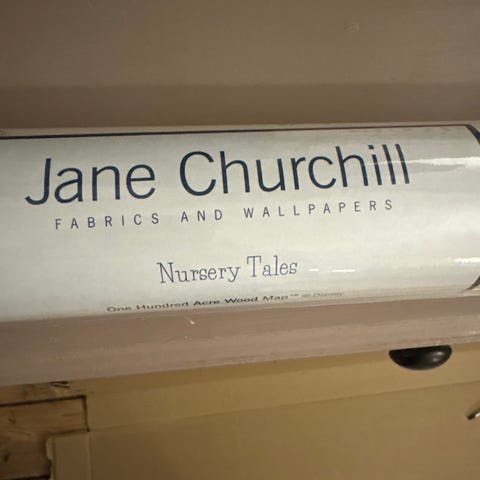 Jane Churchill
FABRICS AND WALLPAPERS
Nursery Tales
One Hundred Acre Wood Map™ © Disney